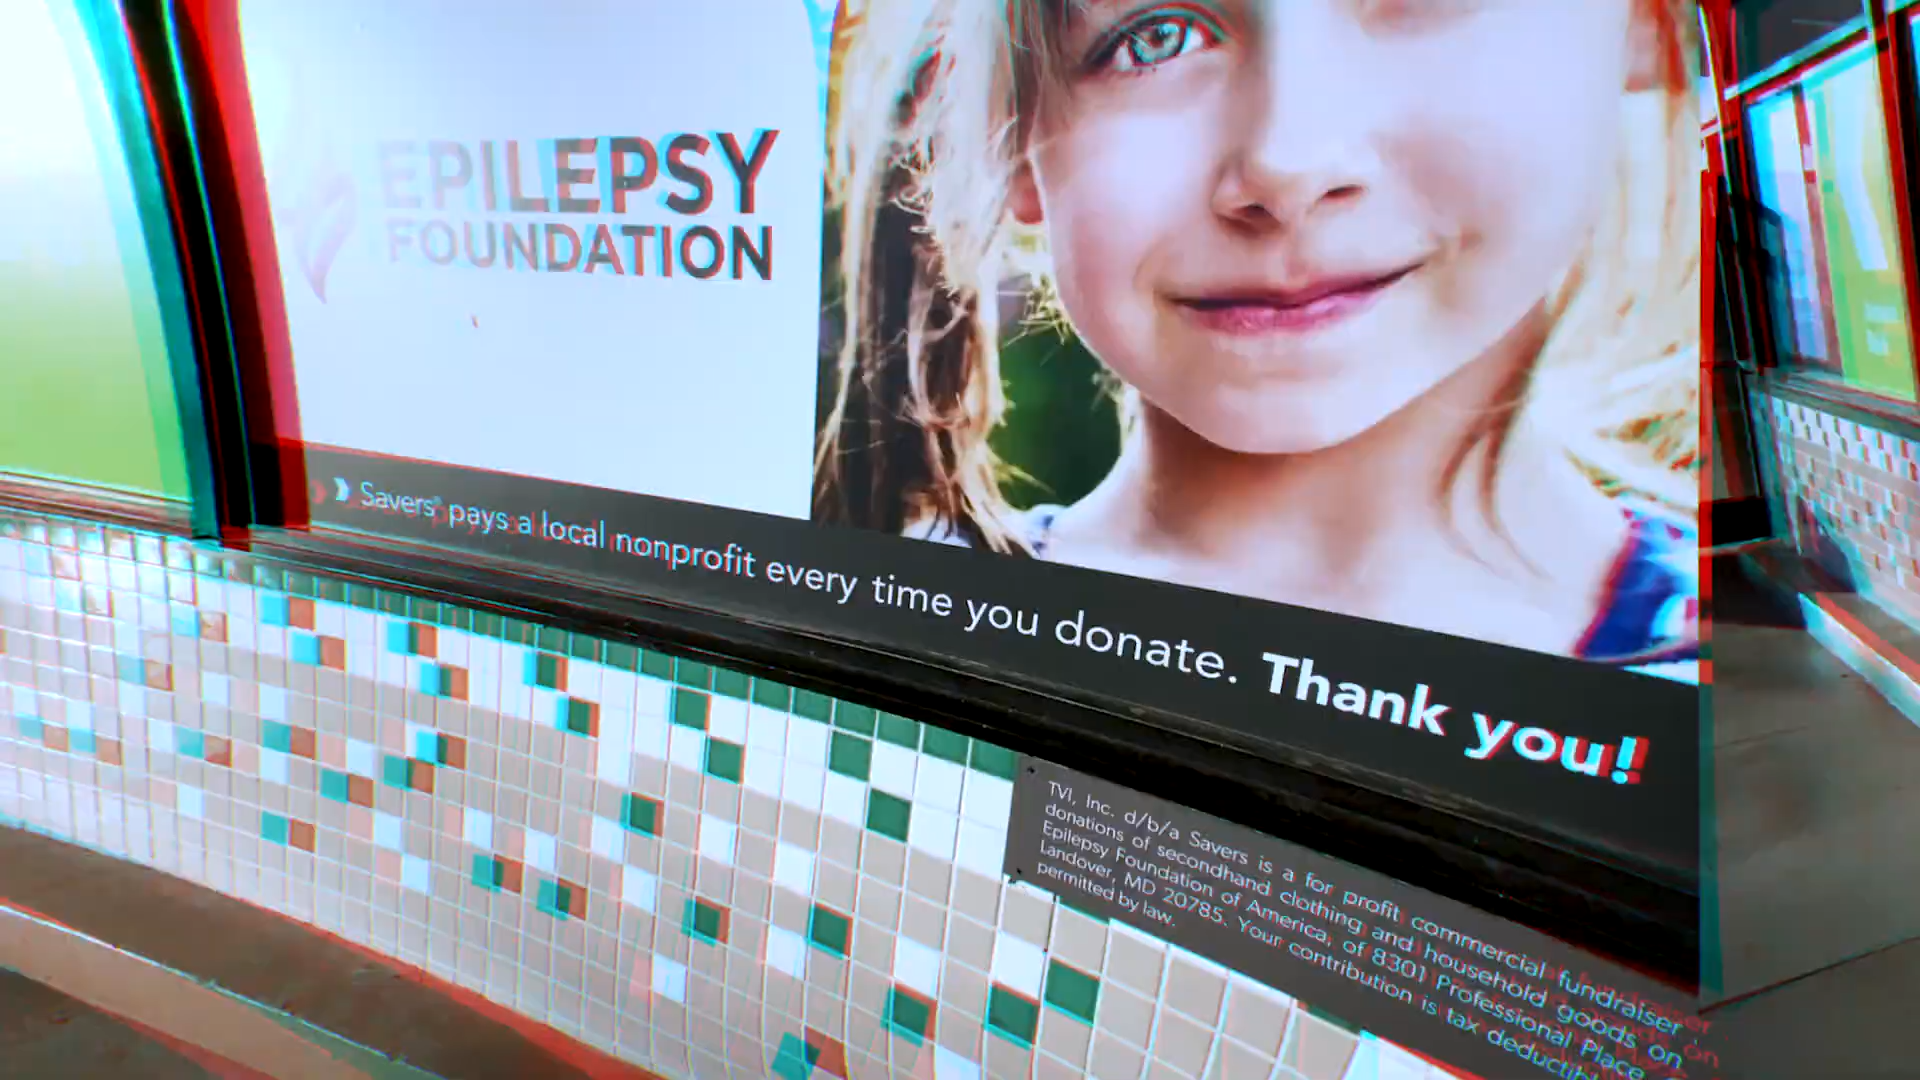 EPILEPSY
FOUNDATION
Savers® pays a local nonprofit every time you donate. Thank you!
TVI, Inc. d/b/a Savers is a for profit commercial fundraiser
donations of secondhand clothing and household goods on
Epilepsy Foundation of America, of 8301 Professional Place
Landover, MD 20785. Your contribution is tax
permitted by law.